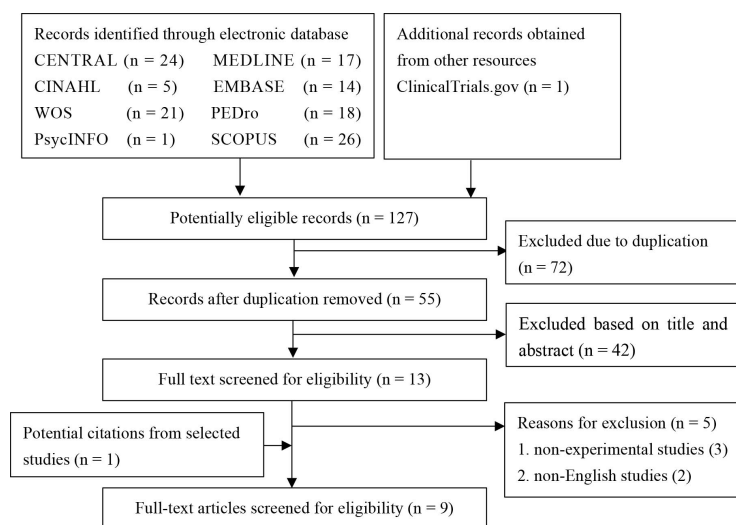 Records identified through electronic database
CENTRAL (n = 24) MEDLINE (n = 17)
CINAHL (n = 5) EMBASE (n = 14)
WOS (n = 21) PEDro (n = 18)
PsycINFO (n = 1) SCOPUS (n = 26)
Additional records obtained
from other resources
ClinicalTrials.gov (n = 1)
Potentially eligible records (n = 127)
Excluded due to duplication
(n = 72)
Records after duplication removed (n = 55)
Excluded based on title and
abstract (n = 42)
Full text screened for eligibility (n = 13)
Potential citations from selected
studies (n = 1)
Reasons for exclusion (n = 5)
1. non-experimental studies (3)
2. non-English studies (2)
Full-text articles screened for eligibility (n = 9)